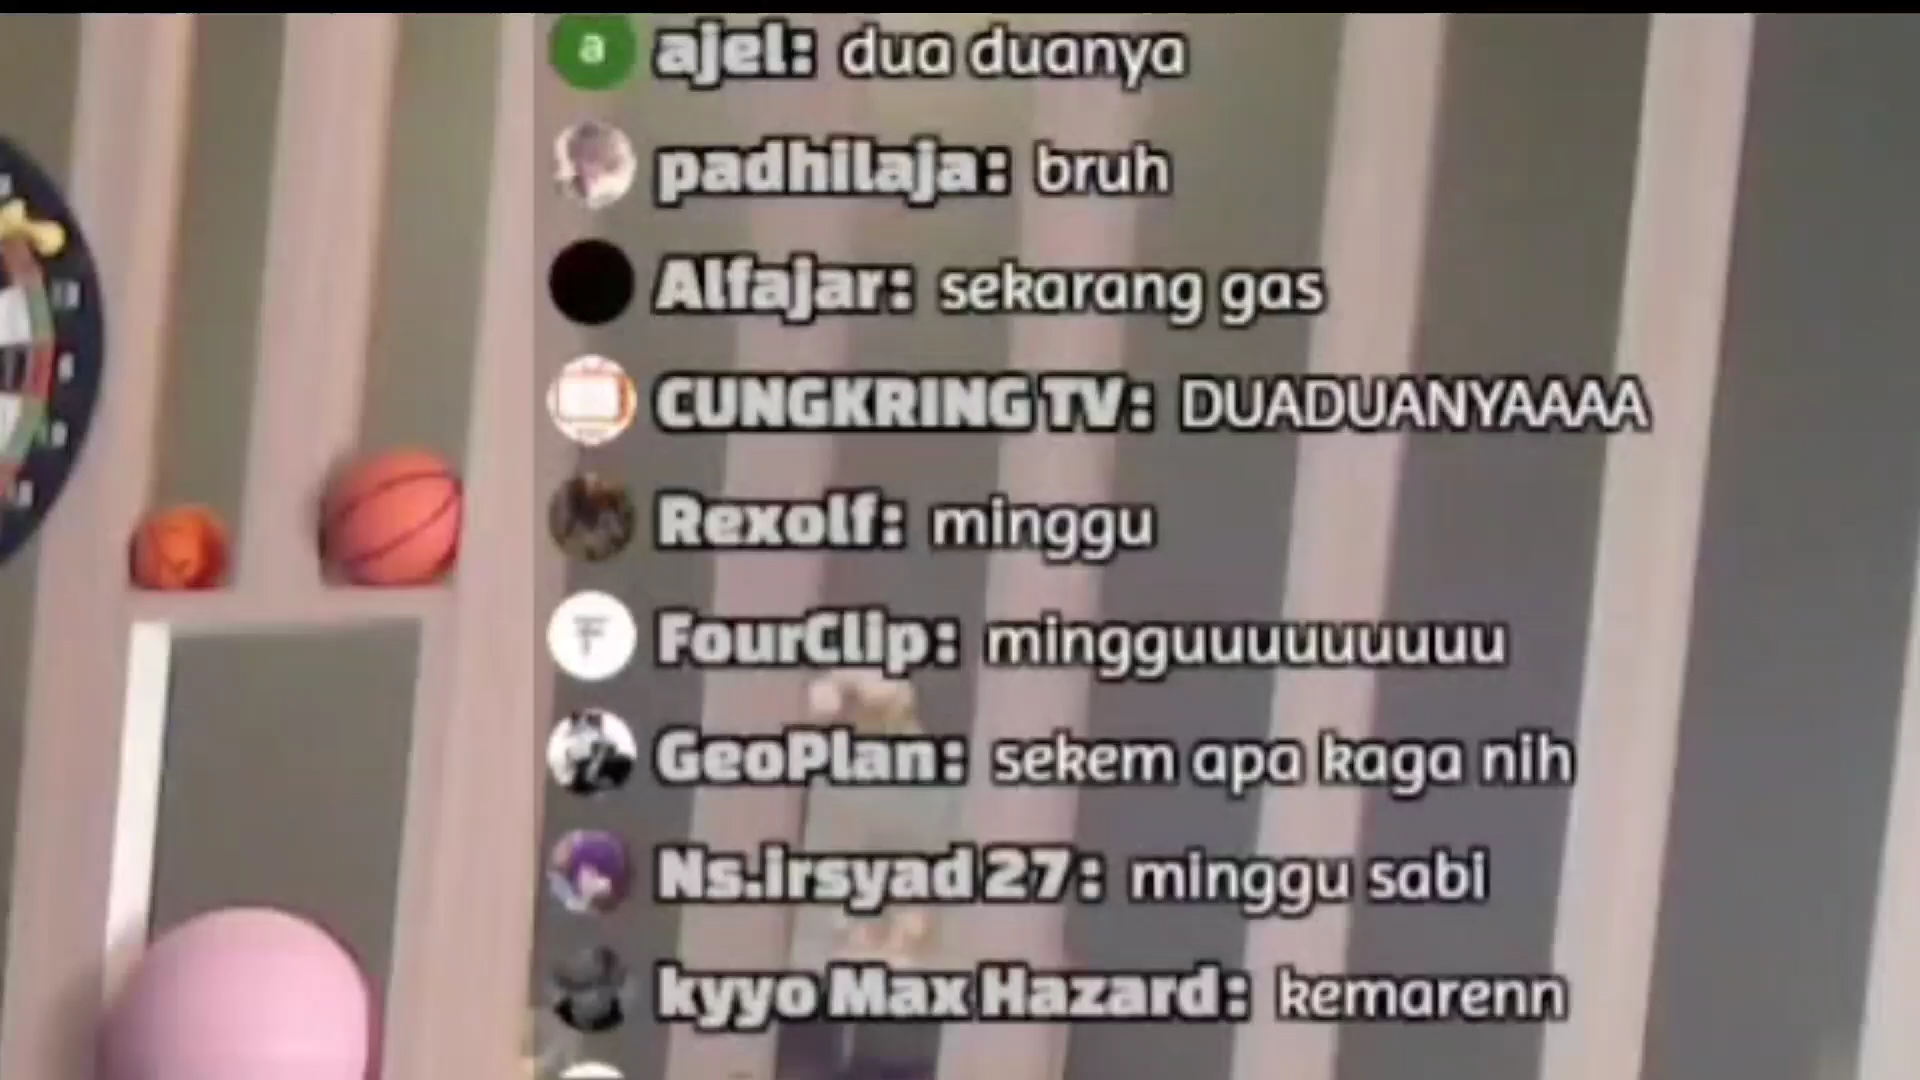 a ajel: dua duanya
padhilaja: bruh
Alfajar: sekarang gas
CUNGKRING TV: DUADUANYAAAA
Rexolf: minggu
F FourClip: mingguuuuuuuuu
GeoPlan: sekem apa kaga nih
Ns.irsyad 27: minggu sabi
kyyo Max Hazard: kemarenn